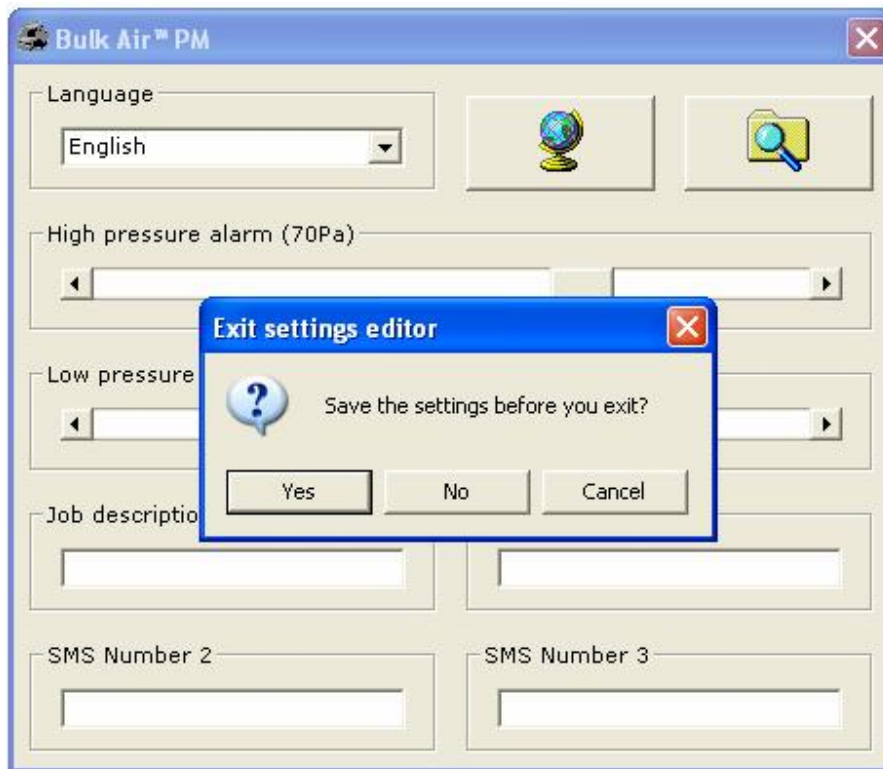 Bulk Air™ PM
Language
English
High pressure alarm (70Pa)
Exit settings editor
Low pressure
Save the settings before you exit?
Yes No Cancel
Job descriptio
SMS Number 2 SMS Number 3